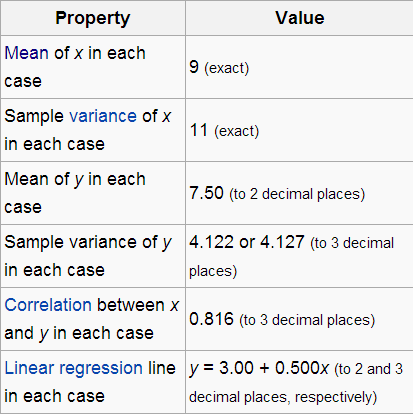 Property Value
Mean of x in each
case
9 (exact)
Sample variance of x
in each case
11 (exact)
Mean of y in each
case
7.50 (to 2 decimal places)
Sample variance of y
in each case
4.122 or 4.127 (to 3 decimal
places)
Correlation between x
and y in each case
0.816 (to 3 decimal places)
Linear regression line
in each case
y = 3.00 + 0.500x (to 2 and 3
decimal places, respectively)